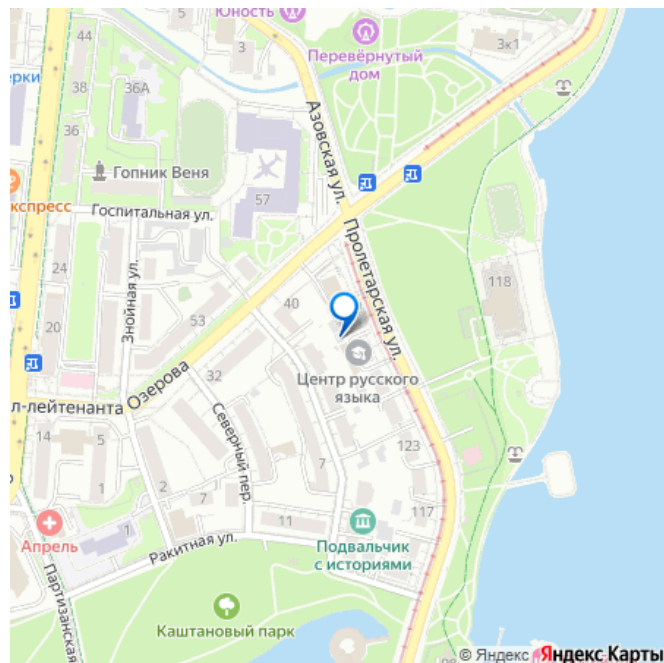 44
5
Юность
3
Перевёрнутый
дом
3к1
ерки
38
36А
36
Гопник Веня
Азовская ул.
57
экспресс
Госпитальная ул.
Пролетарская ул.
24
Знойная ул.
118
40
20
53
Центр русского
языка
32
л-лейтенанта
Озерова
Северный пер.
14
5
123
7
1
2
7
11
117
1
Апрель
Ракитная ул.
Подвальчик
с историями
Партизанская
Каштановый парк
© Яндекс Яндекс Карты